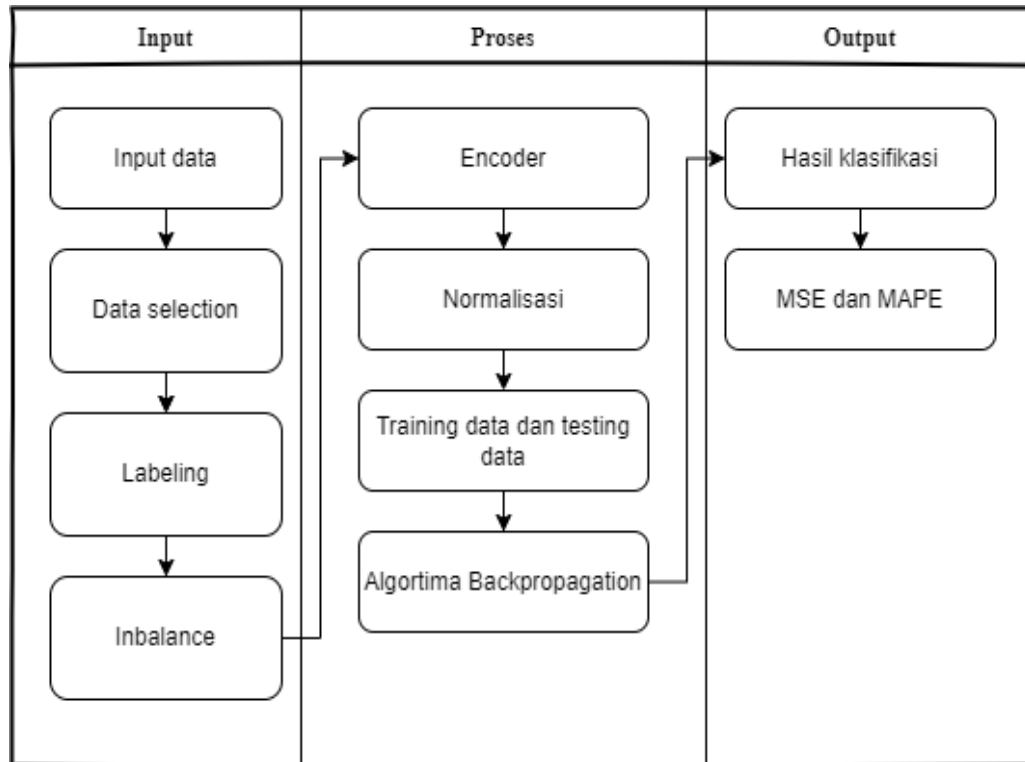 Input
Proses
Output
Input data
Data selection
Labeling
Inbalance
Encoder
Normalisasi
Training data dan testing
data
Algortima Backpropagation
Hasil klasifikasi
MSE dan MAPE